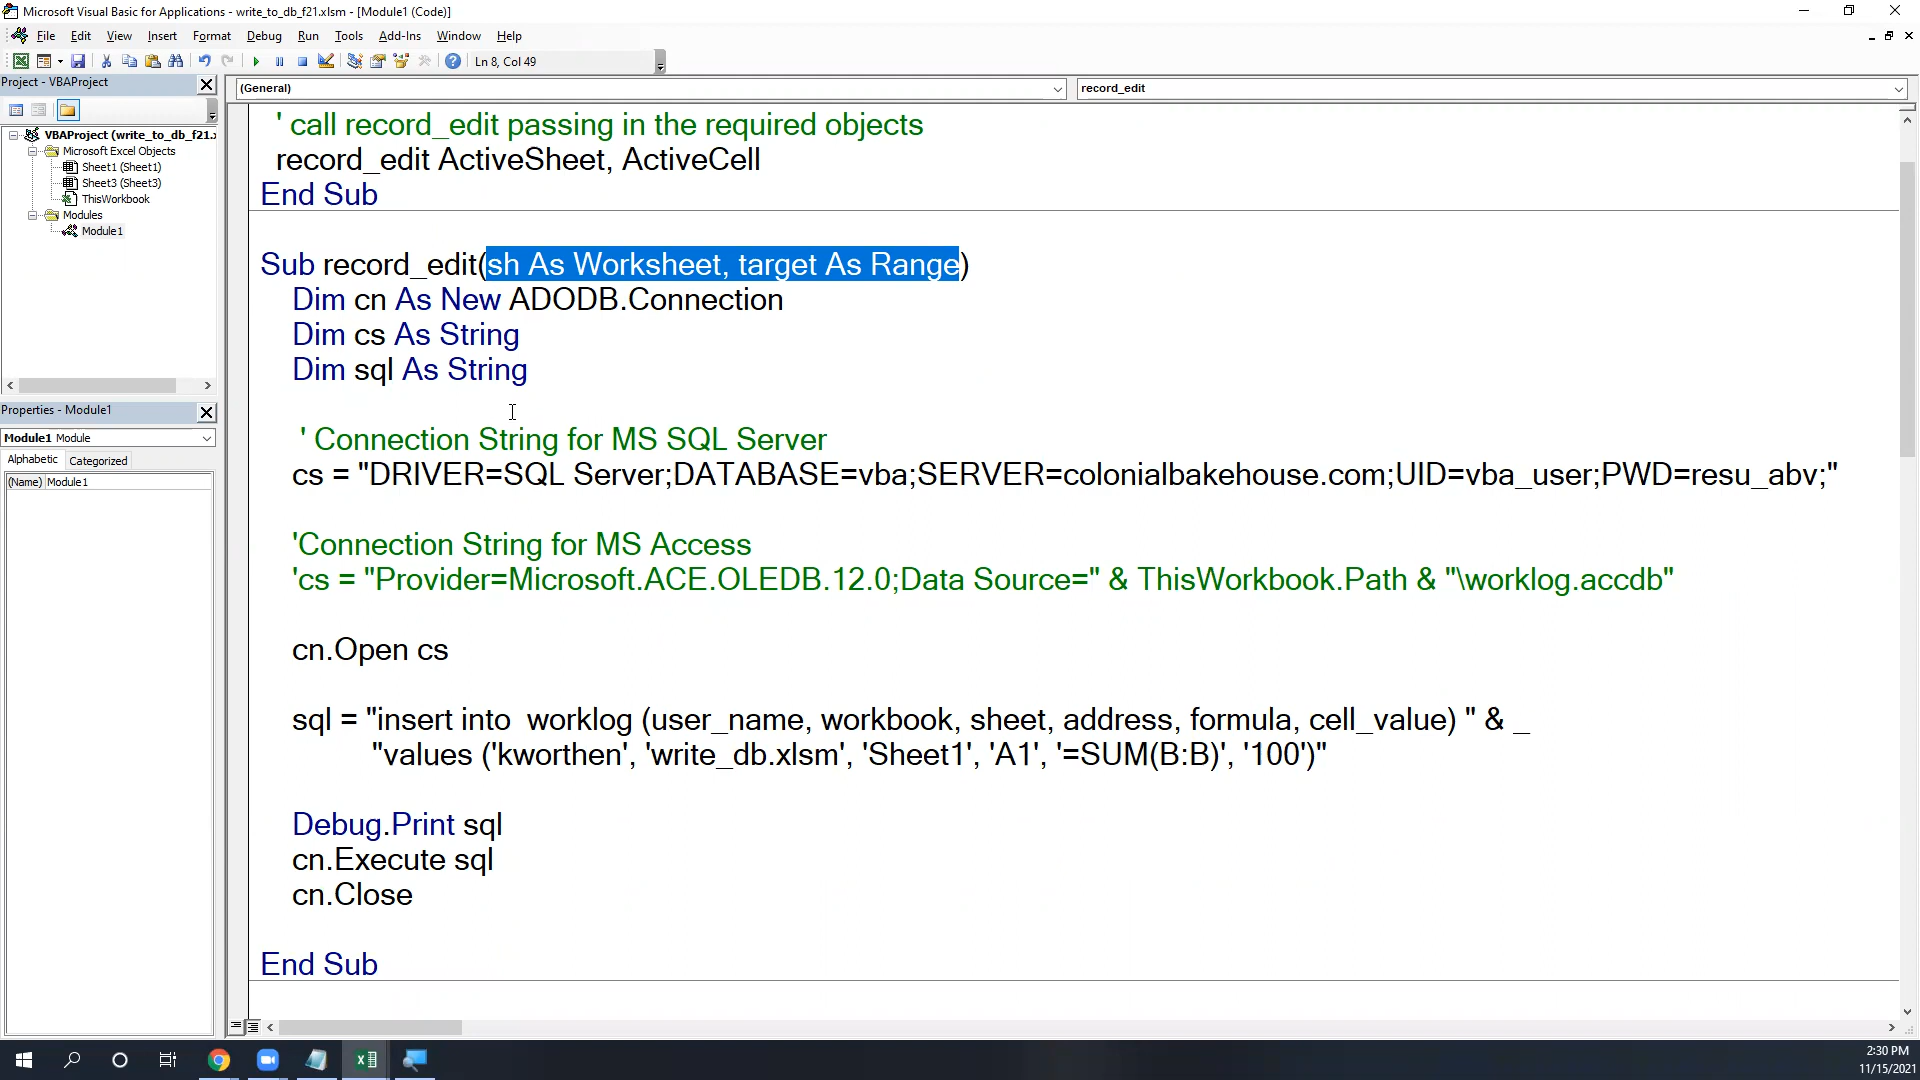 Microsoft Visual Basic for Applications - write_to_db_f21.xlsm - [Module1 (Code)]
File Edit View Insert Format Debug Run Tools Add-Ins Window Help
Ln 8, Col 49
Project - VBAProject
(General) record_edit
VBAProject (write_to_db_f21.x
Microsoft Excel Objects
Sheet1 (Sheet1)
Sheet3 (Sheet3)
ThisWorkbook
Modules
Module1
Properties - Module1
Module1 Module
Alphabetic Categorized
(Name) Module1
' call record_edit passing in the required objects
record_edit ActiveSheet, ActiveCell
End Sub
Sub record_edit(sh As Worksheet, target As Range)
Dim cn As New ADODB.Connection
Dim cs As String
Dim sql As String
' Connection String for MS SQL Server
cs = "DRIVER=SQL Server;DATABASE=vba;SERVER=colonialbakehouse.com;UID=vba_user;PWD=resu_abv;"
'Connection String for MS Access
'cs = "Provider=Microsoft.ACE.OLEDB.12.0;Data Source=" & ThisWorkbook.Path & "\worklog.accdb"
cn.Open cs
sql = "insert into  worklog (user_name, workbook, sheet, address, formula, cell_value) " & _
"values ('kworthen', 'write_db.xlsm', 'Sheet1', 'A1', '=SUM(B:B)', '100')"
Debug.Print sql
cn.Execute sql
cn.Close
End Sub
2:30 PM
11/15/2021